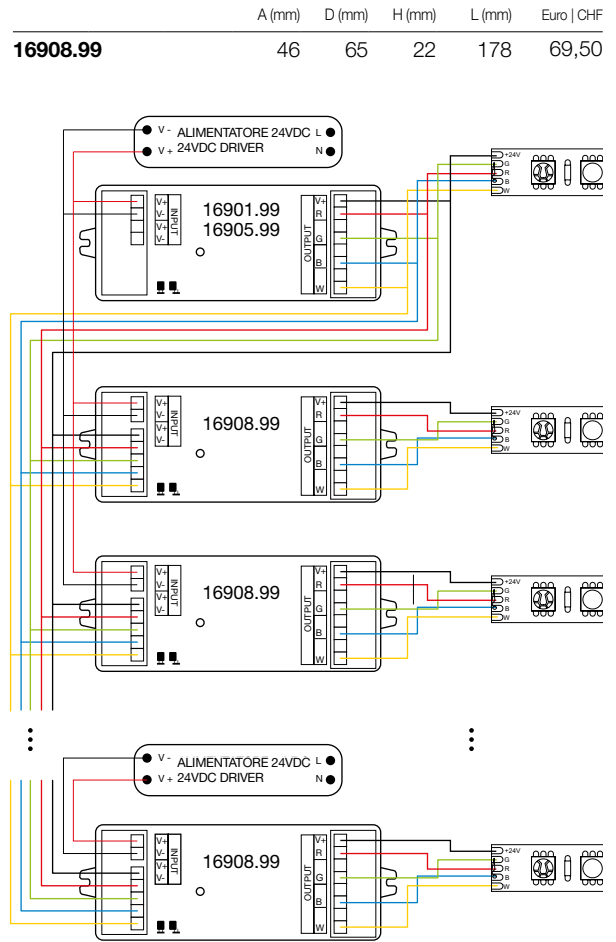 A (mm) D (mm) H (mm) L (mm) Euro | CHF
16908.99 46 65 22 178 69,50
V - ALIMENTATORE 24VDC L
V + 24VDC DRIVER N
V+
V-
V+
V-
INPUT
16901.99
16905.99
OUTPUT
V+
R
G
B
W
+24V
G
R
B
W
V+
V-
V+
V-
INPUT
16908.99
OUTPUT
V+
R
G
B
W
+24V
G
R
B
W
V+
V-
V+
V-
INPUT
16908.99
OUTPUT
V+
R
G
B
W
+24V
G
R
B
W
V - ALIMENTATORE 24VDC L
V + 24VDC DRIVER N
V+
V-
V+
V-
INPUT
16908.99
OUTPUT
V+
R
G
B
W
+24V
G
R
B
W